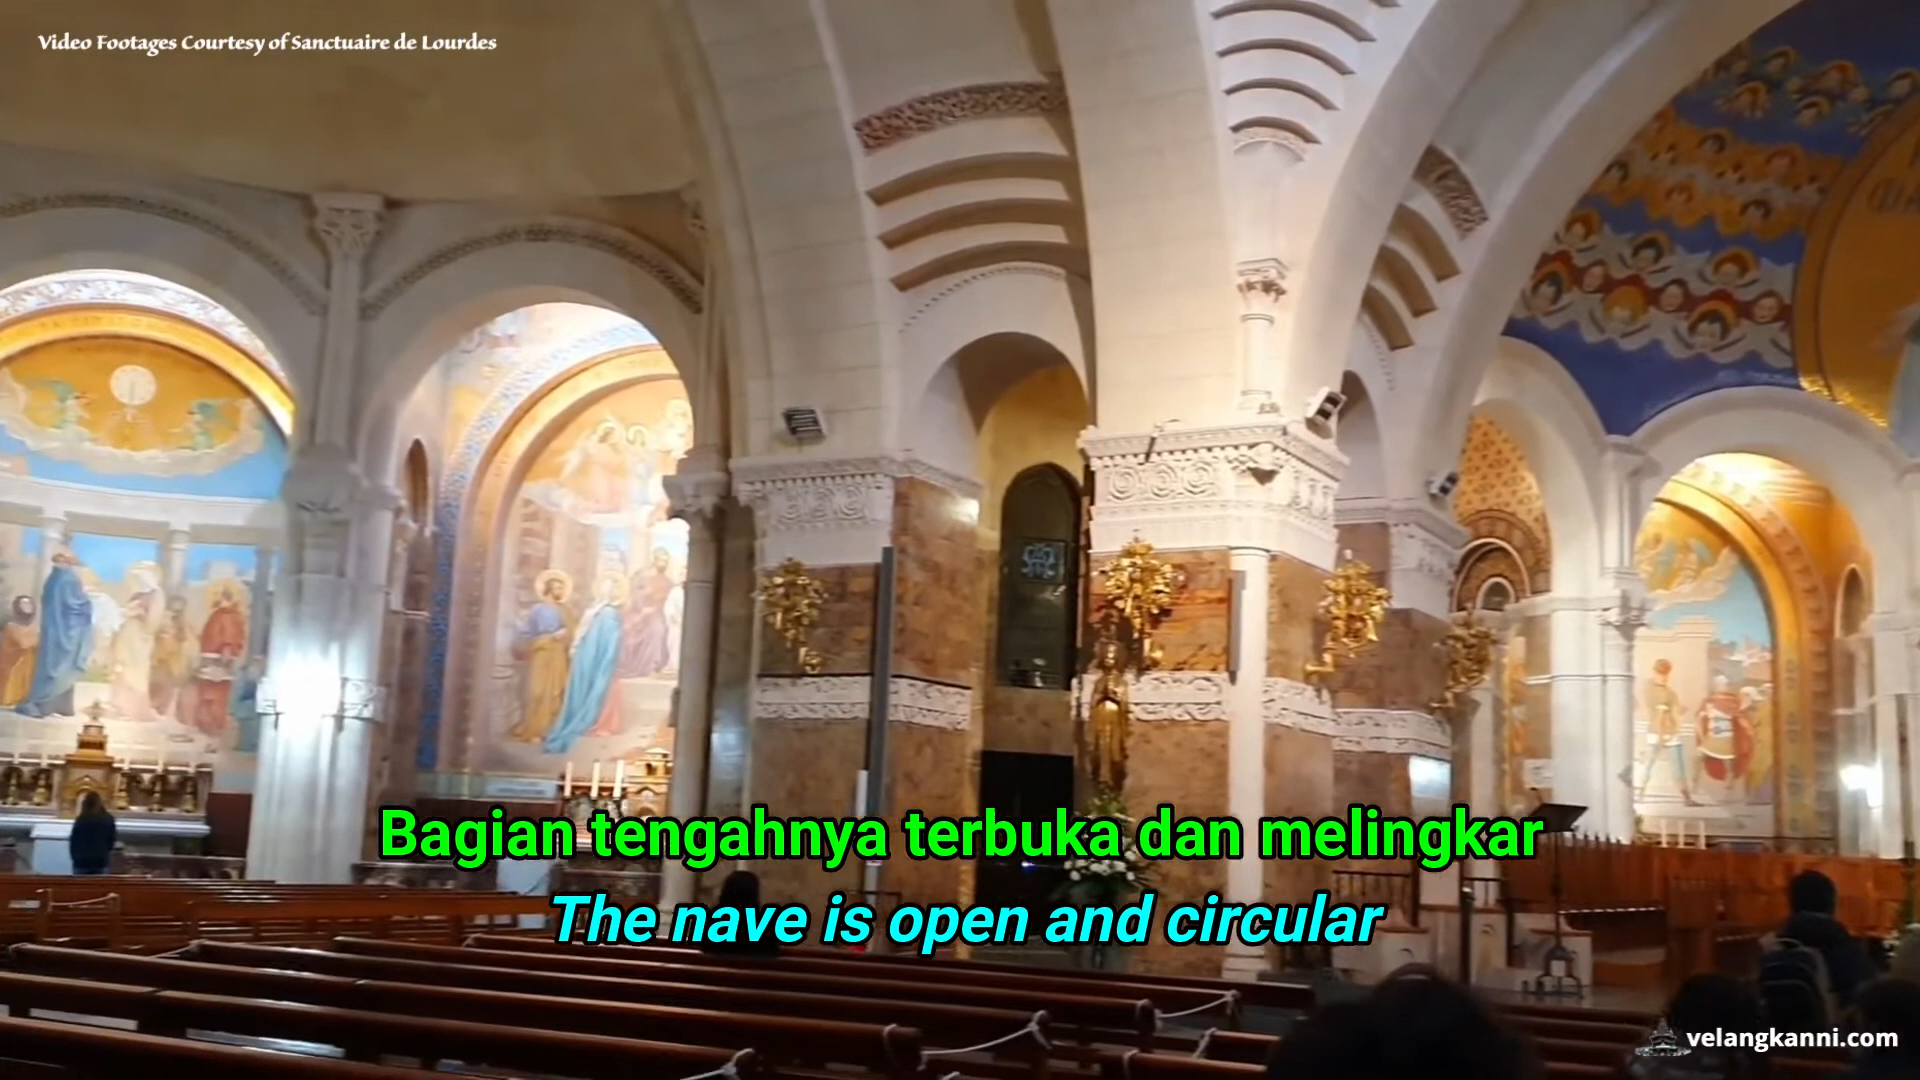 Video Footages Courtesy of Sanctuaire de Lourdes
Bagian tengahnya terbuka dan melingkar
The nave is open and circular
velangkanni.com